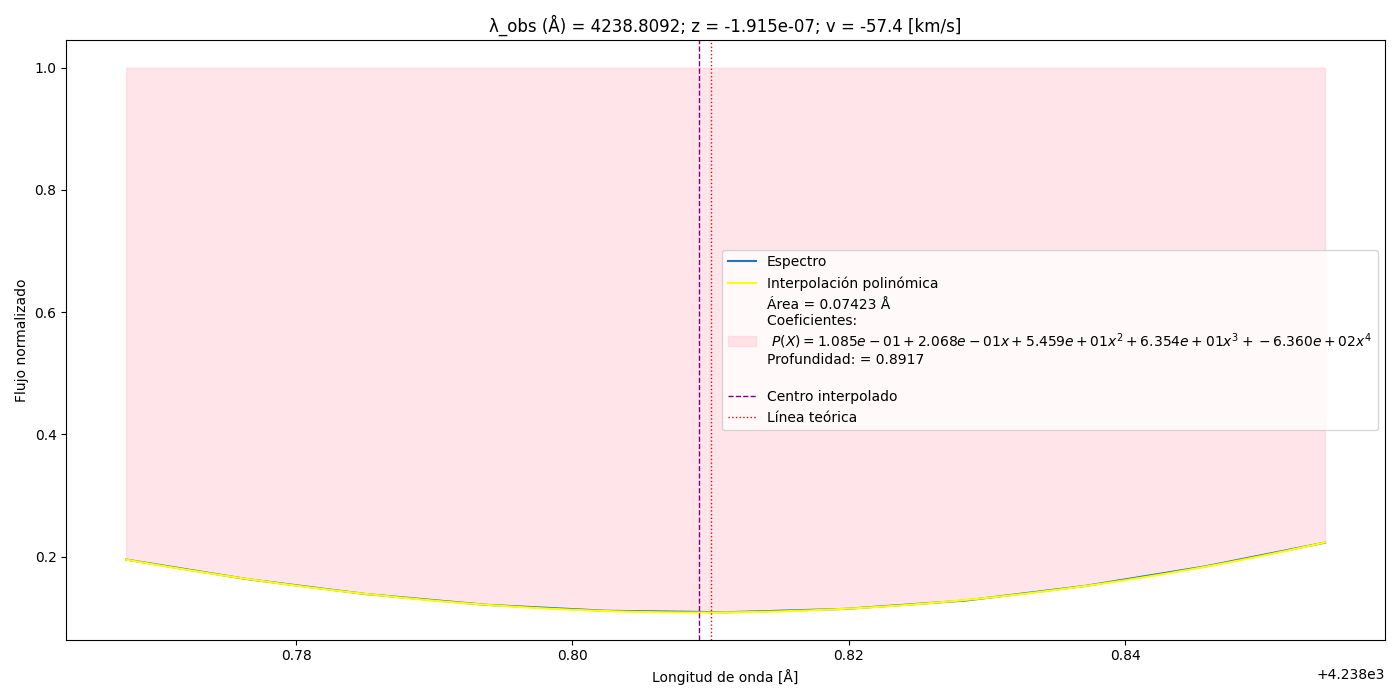 λ_obs (Å) = 4238.8092; z = -1.915e-07; v = -57.4 [km/s]
Flujo normalizado
1.0
0.8
0.6
0.4
0.2
Espectro
Interpolación polinómica
Área = 0.07423 Å
Coeficientes:
P(X) = 1.085e − 01 + 2.068e − 01x + 5.459e + 01x² + 6.354e + 01x³ + −6.360e + 02x⁴
Profundidad: = 0.8917
Centro interpolado
Línea teórica
0.78
0.80
0.82
0.84
+4.238e3
Longitud de onda [Å]